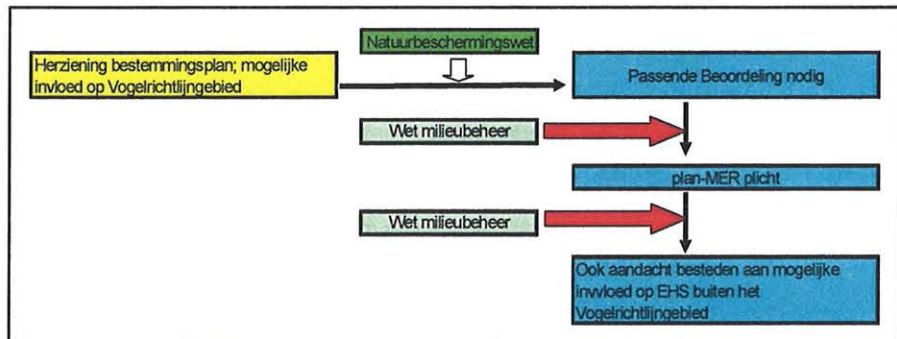 Natuurbeschermingswet
Herziening bestemmingsplan; mogelijke
invloed op Vogelrichtlijngebied
Passende Beoordeling nodig
Wet milieubeheer
plan-MER plicht
Wet milieubeheer
Ook aandacht besteden aan mogelijke
invvloed op EHS buiten het
Vogelrichtlijngebied